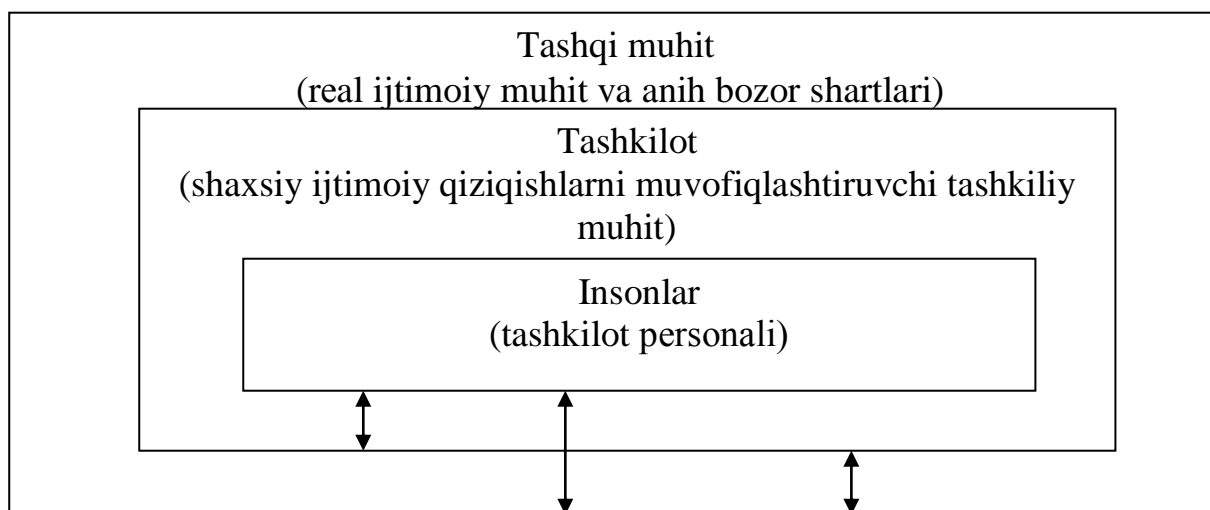 Tashqi muhit
(real ijtimoiy muhit va anih bozor shartlari)
Tashkilot
(shaxsiy ijtimoiy qiziqishlarni muvofiqlashtiruvchi tashkiliy
muhit)
Insonlar
(tashkilot personali)